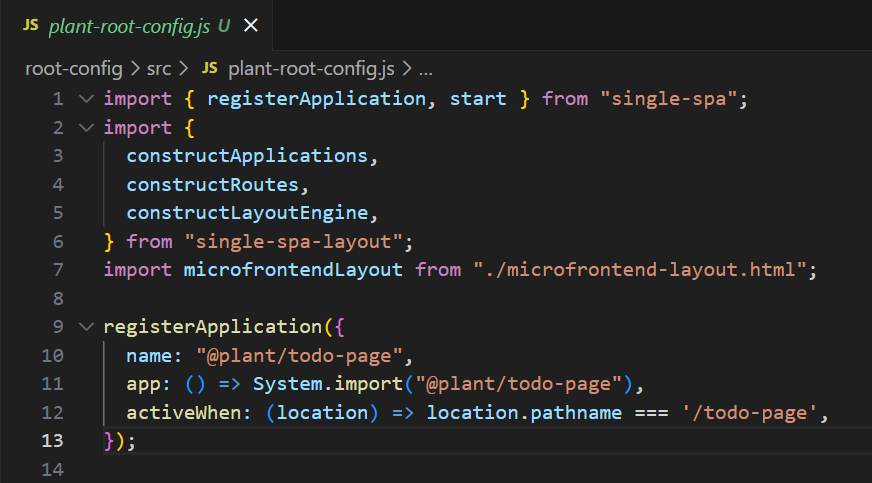 JS plant-root-config.js U ×
root-config > src > JS plant-root-config.js > ...
1 import { registerApplication, start } from "single-spa";
2 import {
3 constructApplications,
4 constructRoutes,
5 constructLayoutEngine,
6 } from "single-spa-layout";
7 import microfrontendLayout from "./microfrontend-layout.html";
8
9 registerApplication({
10 name: "@plant/todo-page",
11 app: () => System.import("@plant/todo-page"),
12 activeWhen: (location) => location.pathname === '/todo-page',
13 });
14